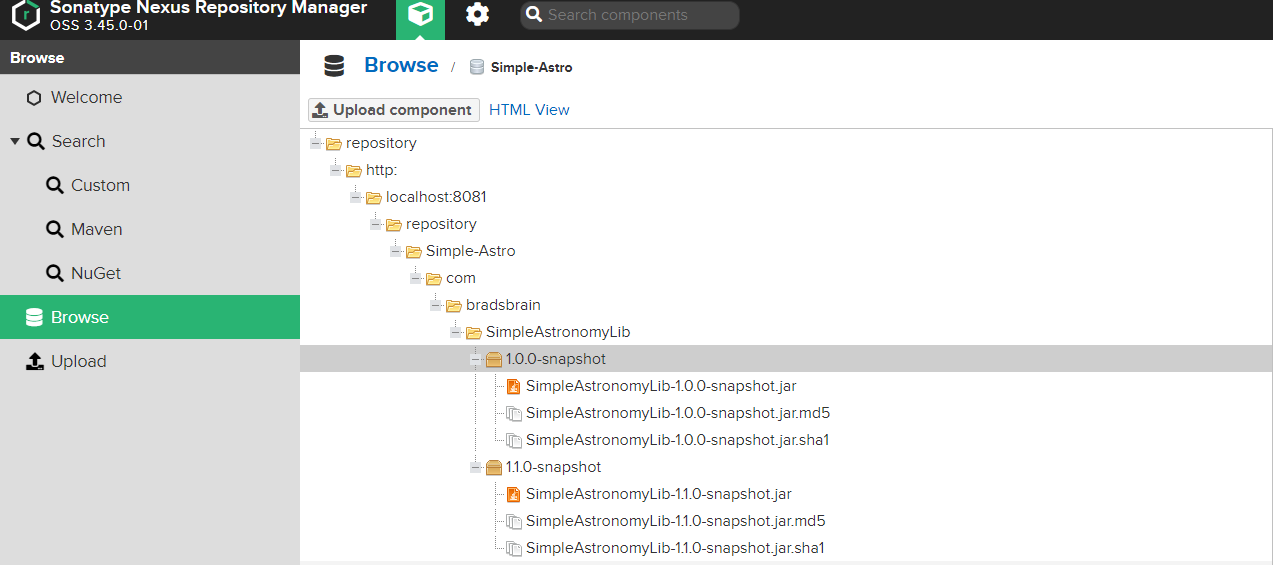 Sonatype Nexus Repository Manager
OSS 3.45.0-01
Search components
Browse
Welcome
Search
Custom
Maven
NuGet
Browse
Upload
Browse / Simple-Astro
Upload component HTML View
repository
http:
localhost:8081
repository
Simple-Astro
com
bradsbrain
SimpleAstronomyLib
1.0.0-snapshot
SimpleAstronomyLib-1.0.0-snapshot.jar
SimpleAstronomyLib-1.0.0-snapshot.jar.md5
SimpleAstronomyLib-1.0.0-snapshot.jar.sha1
1.1.0-snapshot
SimpleAstronomyLib-1.1.0-snapshot.jar
SimpleAstronomyLib-1.1.0-snapshot.jar.md5
SimpleAstronomyLib-1.1.0-snapshot.jar.sha1